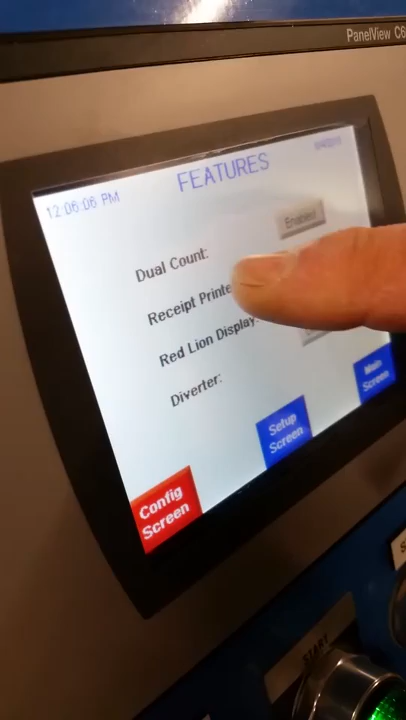 PanelView C6
12:06:06 PM
FEATURES
Dual Count:
Enabled
Receipt Printe
Red Lion Display:
Diverter:
Main
Screen
Setup
Screen
Config
Screen
START